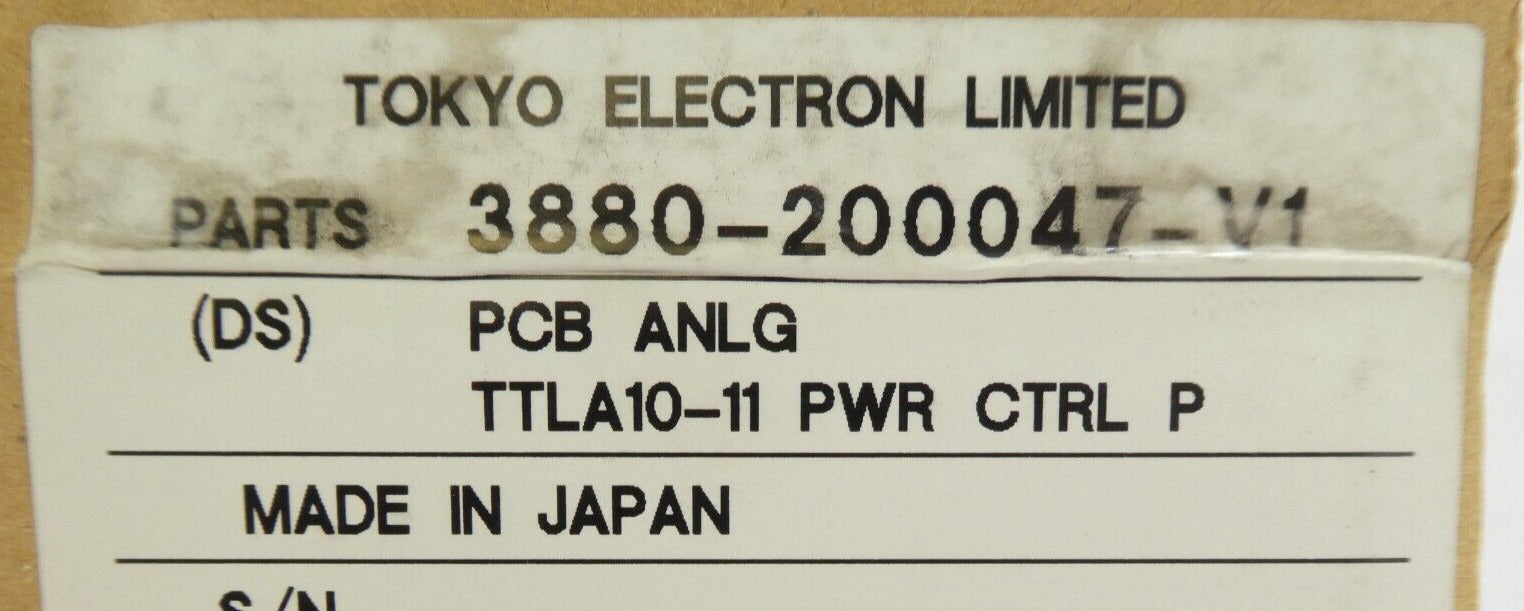 TOKYO ELECTRON LIMITED
PARTS 3880-200047-V1
(DS) PCB ANLG
TTLA10-11 PWR CTRL P
MADE IN JAPAN
S/N